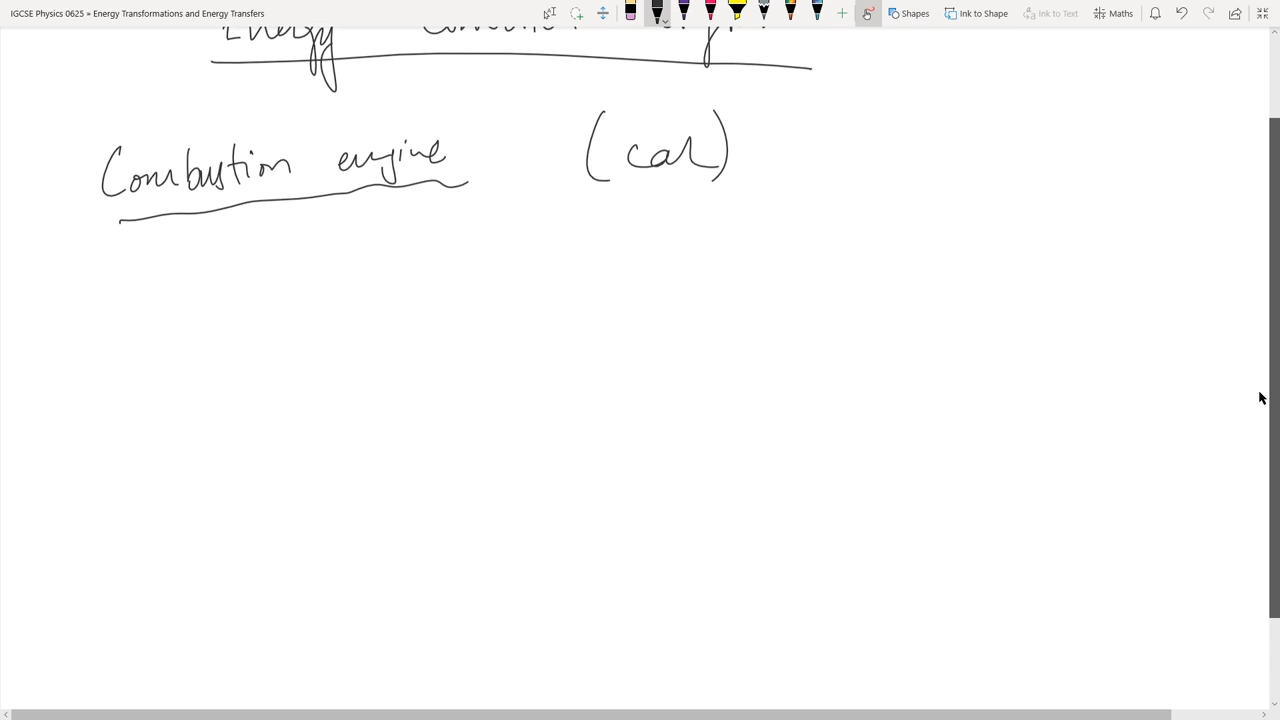 IGCSE Physics 0625 - Energy Transformations and Energy Transfers
Shapes Ink to Shape Ink to Text Maths
Energy
Combustion engine (car)